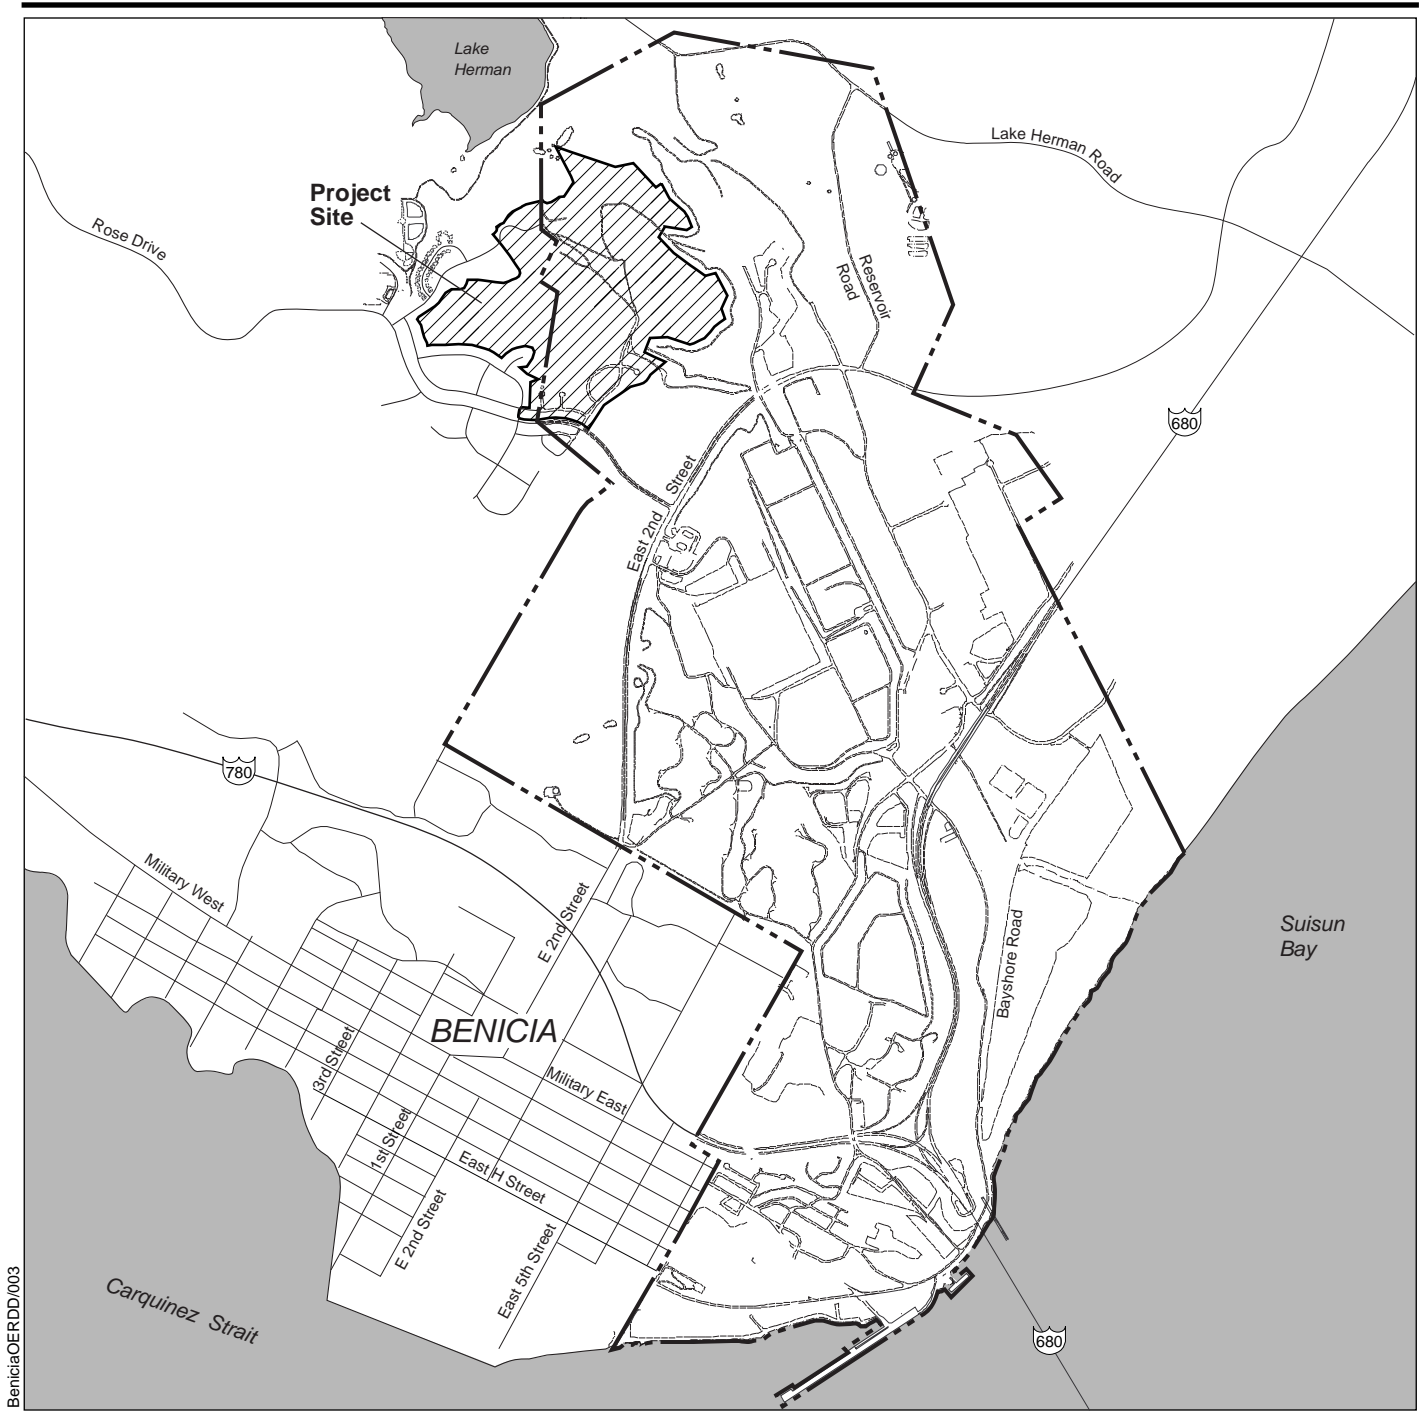 Lake
Herman
Lake Herman Road
Project
Site
Rose Drive
Reservoir
Road
680
East 2nd Street
780
Military West
E 2nd Street
Bayshore Road
Suisun
Bay
BENICIA
3rd Street
Military East
1st Street
East H Street
E 2nd Street
East 5th Street
Carquinez Strait
680
BeniciaOERDD/003